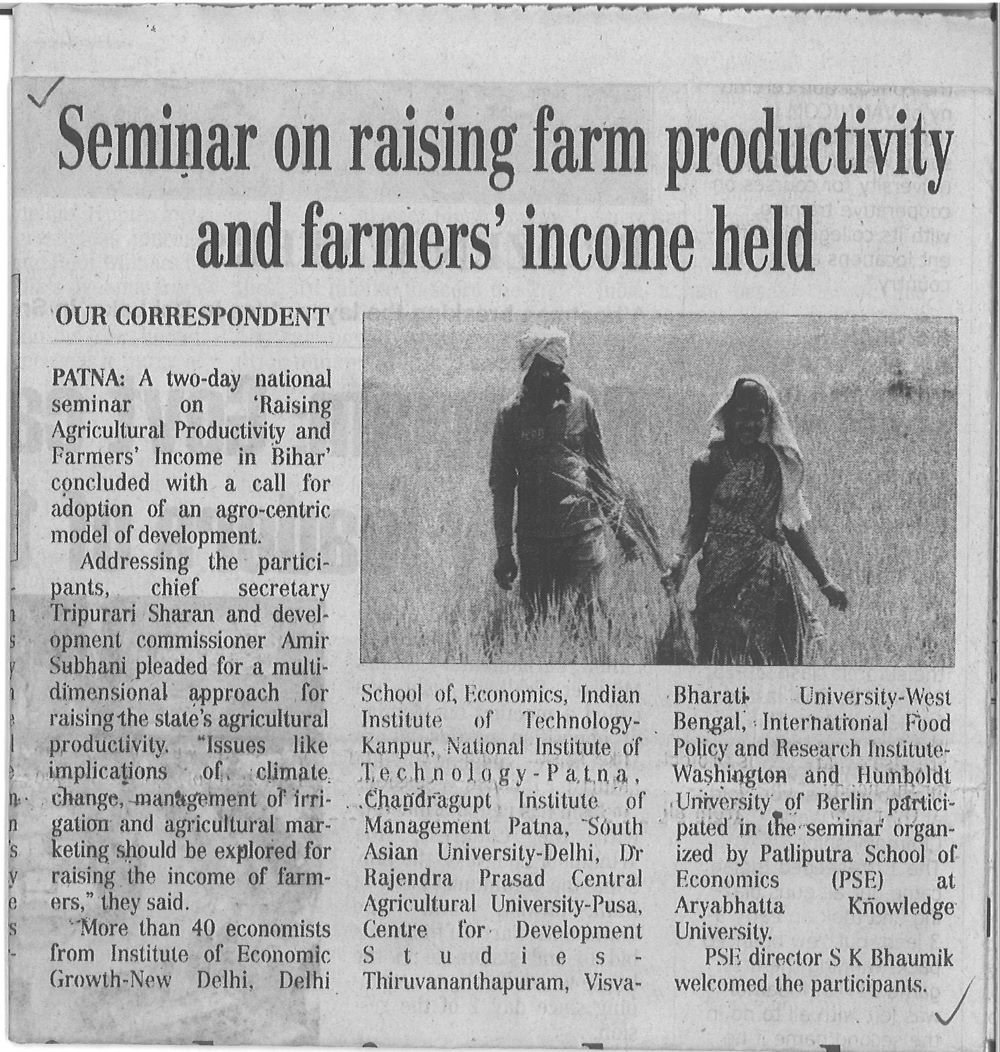 Seminar on raising farm productivity
and farmers' income held
OUR CORRESPONDENT
PATNA: A two-day national
seminar on 'Raising
Agricultural Productivity and
Farmers' Income in Bihar'
concluded with a call for
adoption of an agro-centric
model of development.
Addressing the partici-
pants, chief secretary
Tripurari Sharan and devel-
opment commissioner Amir
Subhani pleaded for a multi-
dimensional approach for
raising the state's agricultural
productivity. "Issues like
implications of climate
change, management of irri-
gation and agricultural mar-
keting should be explored for
raising the income of farm-
ers," they said.
More than 40 economists
from Institute of Economic
Growth-New Delhi, Delhi
School of Economics, Indian
Institute of Technology-
Kanpur, National Institute of
Technology-Patna,
Chandragupt Institute of
Management Patna, South
Asian University-Delhi, Dr
Rajendra Prasad Central
Agricultural University-Pusa,
Centre for Development
Studies-
Thiruvananthapuram, Visva-
Bharati University-West
Bengal, International Food
Policy and Research Institute-
Washington and Humboldt
University of Berlin partici-
pated in the seminar organ-
ized by Patliputra School of
Economics (PSE) at
Aryabhatta Knowledge
University.
PSE director S K Bhaumik
welcomed the participants.